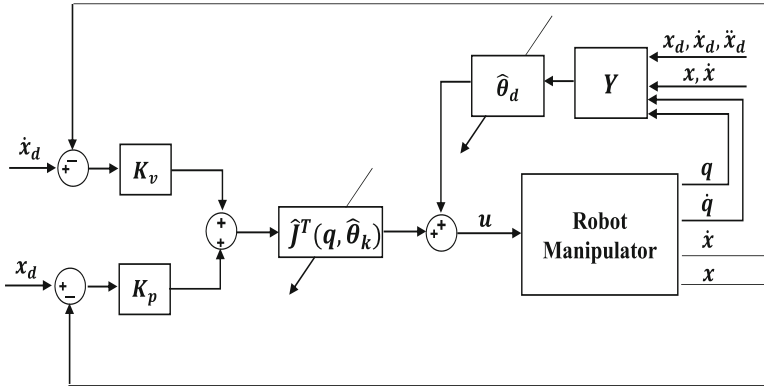 x_d, ẋ_d, ẍ_d
x, ẋ
Y
θ̂_d
ẋ_d
−
+
K_v
+
+
Ĵ^T(q, θ̂_k)
+
+
u
Robot
Manipulator
q
q̇
ẋ
x
x_d
+
−
K_p